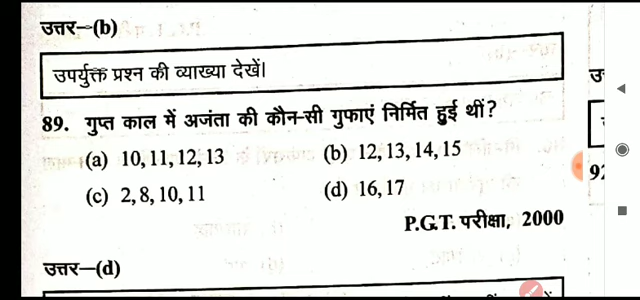 उत्तर–(b)
उपर्युक्त प्रश्न की व्याख्या देखें।
89. गुप्त काल में अजंता की कौन-सी गुफाएं निर्मित हुई थीं?
(a) 10, 11, 12, 13
(b) 12, 13, 14, 15
(c) 2, 8, 10, 11
(d) 16, 17
P.G.T. परीक्षा, 2000
उत्तर–(d)